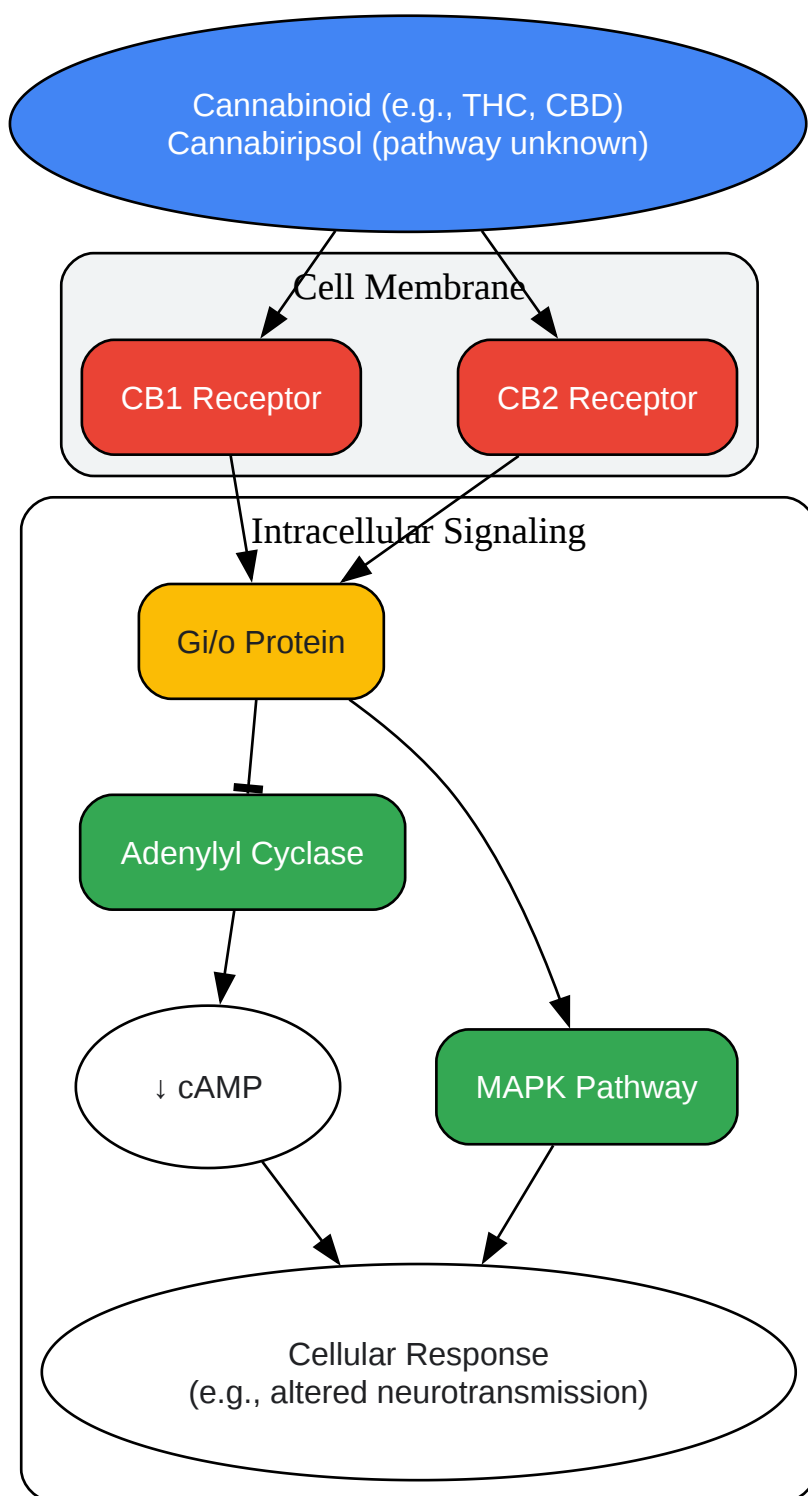 Cannabinoid (e.g., THC, CBD)
Cannabiripsol (pathway unknown)
Cell Membrane
CB1 Receptor
CB2 Receptor
Intracellular Signaling
Gi/o Protein
Adenylyl Cyclase
↓ cAMP
MAPK Pathway
Cellular Response
(e.g., altered neurotransmission)